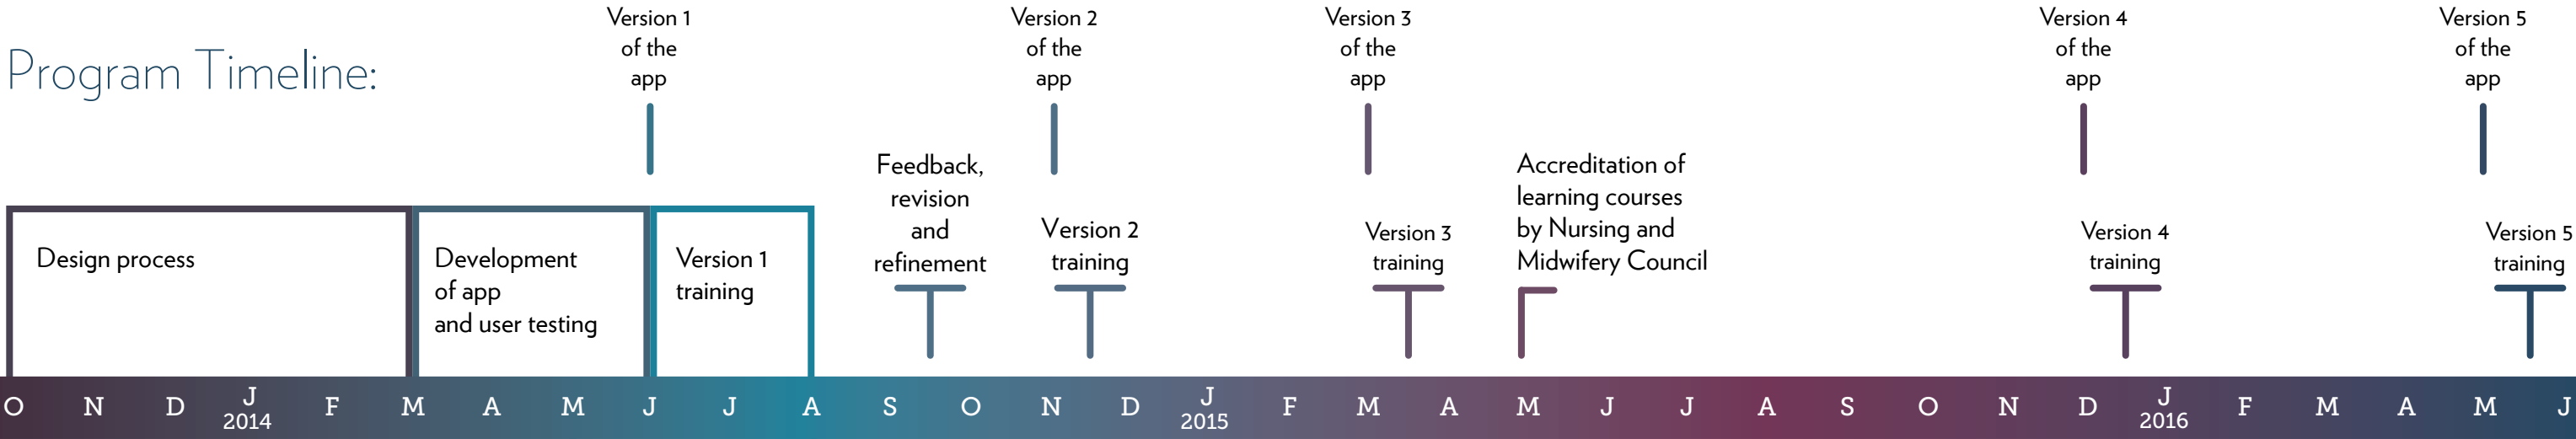 Program Timeline:
Version 1
of the
app
Version 2
of the
app
Version 3
of the
app
Version 4
of the
app
Version 5
of the
app
Design process
Development
of app
and user testing
Version 1
training
Feedback,
revision
and
refinement
Version 2
training
Version 3
training
Accreditation of
learning courses
by Nursing and
Midwifery Council
Version 4
training
Version 5
training
O N D J F M A M J J A S O N D J F M A M J J A S O N D J F M A M J
2014 2015 2016